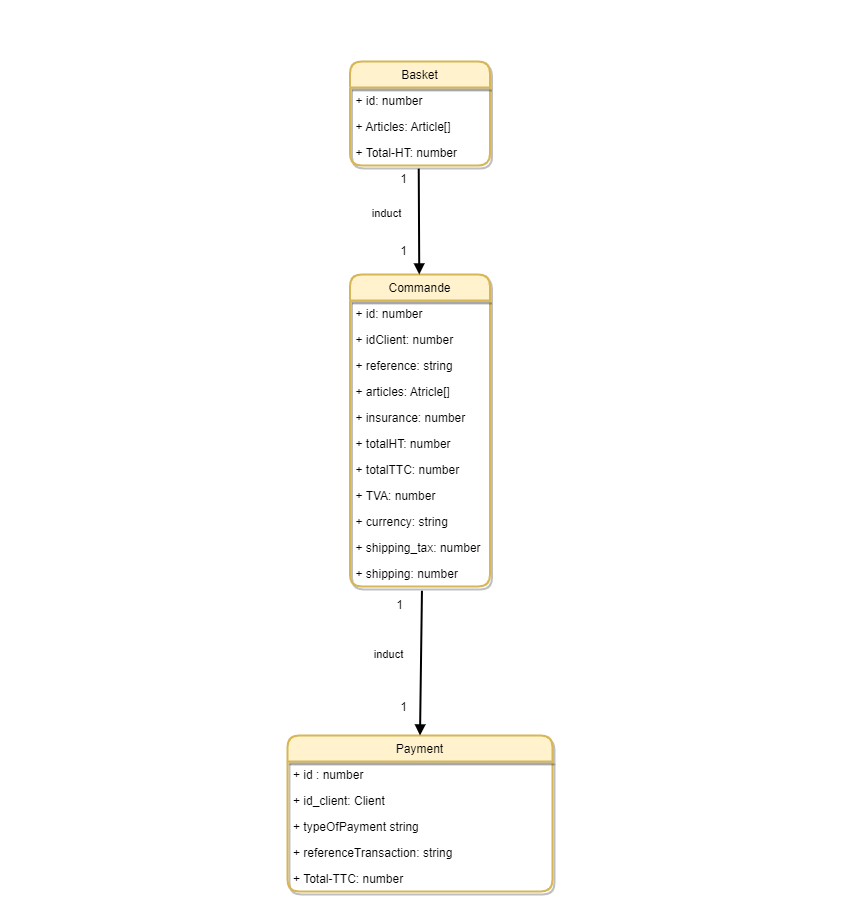 Basket
+ id: number
+ Articles: Article[]
+ Total-HT: number
1
induct
1
Commande
+ id: number
+ idClient: number
+ reference: string
+ articles: Atricle[]
+ insurance: number
+ totalHT: number
+ totalTTC: number
+ TVA: number
+ currency: string
+ shipping_tax: number
+ shipping: number
1
induct
1
Payment
+ id : number
+ id_client: Client
+ typeOfPayment string
+ referenceTransaction: string
+ Total-TTC: number